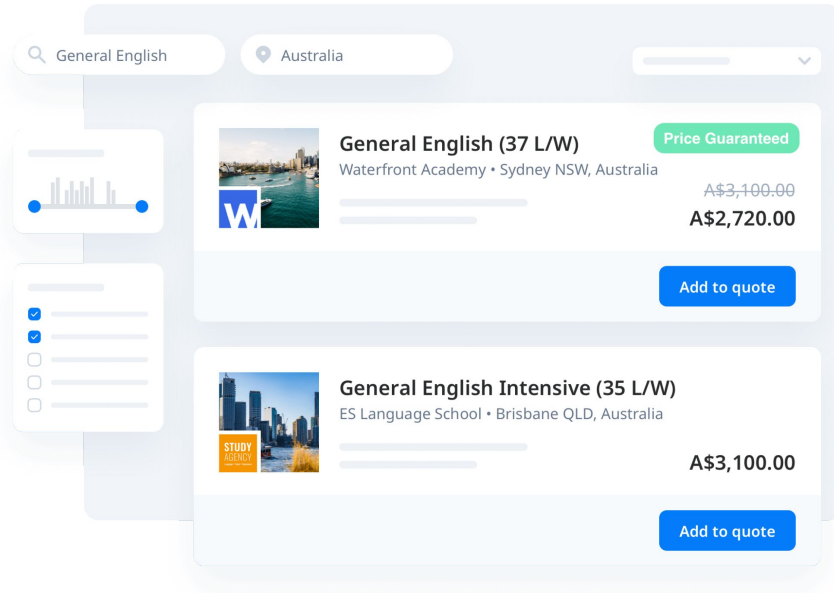 General English
Australia
General English (37 L/W)
Price Guaranteed
Waterfront Academy • Sydney NSW, Australia
A$3,100.00
A$2,720.00
W
Add to quote
General English Intensive (35 L/W)
ES Language School • Brisbane QLD, Australia
STUDY
AGENCY
A$3,100.00
Add to quote